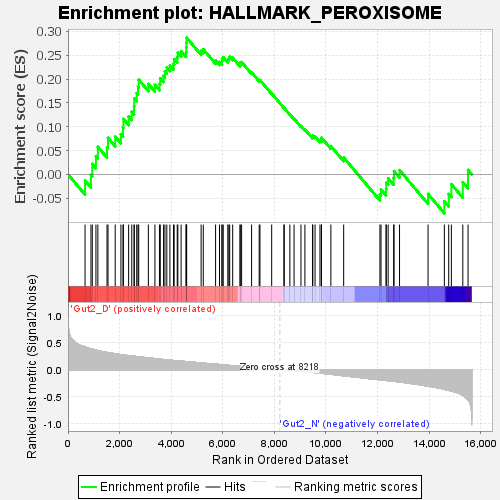 Enrichment plot: HALLMARK_PEROXISOME
Enrichment score (ES)
0.30
0.25
0.20
0.15
0.10
0.05
0.00
-0.05
'Gut2_D' (positively correlated)
Ranked list metric (Signal2Noise)
1.0
0.5
0.0
-0.5
-1.0
Zero cross at 8218
'Gut2_N' (negatively correlated)
0
2,000
4,000
6,000
8,000
10,000
12,000
14,000
16,000
Rank in Ordered Dataset
Enrichment profile
Hits
Ranking metric scores